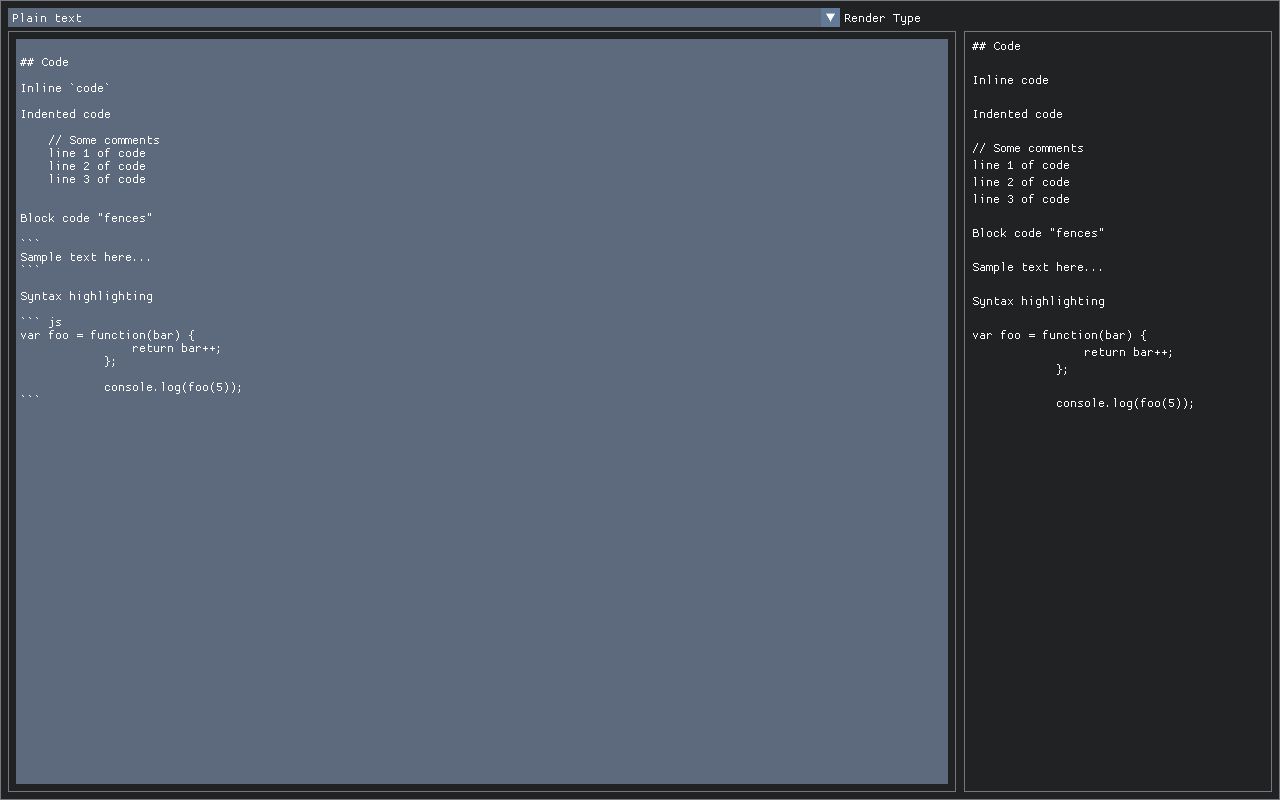 Plain text
Render Type
## Code
Inline `code`
Indented code
// Some comments
line 1 of code
line 2 of code
line 3 of code
Block code "fences"
```
Sample text here...
```
Syntax highlighting
``` js
var foo = function(bar) {
return bar++;
};
console.log(foo(5));
```
## Code
Inline code
Indented code
// Some comments
line 1 of code
line 2 of code
line 3 of code
Block code "fences"
Sample text here...
Syntax highlighting
var foo = function(bar) {
return bar++;
};
console.log(foo(5));